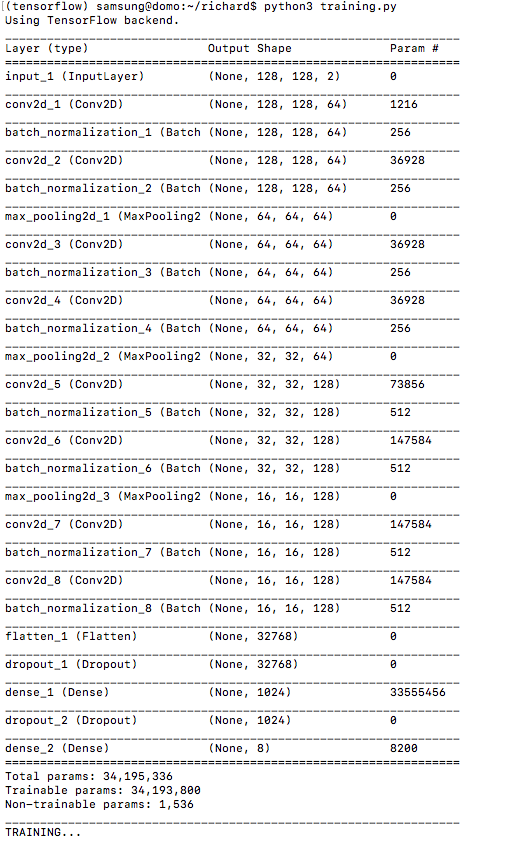 (tensorflow) samsung@domo:~/richard$ python3 training.py
Using TensorFlow backend.
Layer (type) Output Shape Param #
input_1 (InputLayer) (None, 128, 128, 2) 0
conv2d_1 (Conv2D) (None, 128, 128, 64) 1216
batch_normalization_1 (Batch (None, 128, 128, 64) 256
conv2d_2 (Conv2D) (None, 128, 128, 64) 36928
batch_normalization_2 (Batch (None, 128, 128, 64) 256
max_pooling2d_1 (MaxPooling2 (None, 64, 64, 64) 0
conv2d_3 (Conv2D) (None, 64, 64, 64) 36928
batch_normalization_3 (Batch (None, 64, 64, 64) 256
conv2d_4 (Conv2D) (None, 64, 64, 64) 36928
batch_normalization_4 (Batch (None, 64, 64, 64) 256
max_pooling2d_2 (MaxPooling2 (None, 32, 32, 64) 0
conv2d_5 (Conv2D) (None, 32, 32, 128) 73856
batch_normalization_5 (Batch (None, 32, 32, 128) 512
conv2d_6 (Conv2D) (None, 32, 32, 128) 147584
batch_normalization_6 (Batch (None, 32, 32, 128) 512
max_pooling2d_3 (MaxPooling2 (None, 16, 16, 128) 0
conv2d_7 (Conv2D) (None, 16, 16, 128) 147584
batch_normalization_7 (Batch (None, 16, 16, 128) 512
conv2d_8 (Conv2D) (None, 16, 16, 128) 147584
batch_normalization_8 (Batch (None, 16, 16, 128) 512
flatten_1 (Flatten) (None, 32768) 0
dropout_1 (Dropout) (None, 32768) 0
dense_1 (Dense) (None, 1024) 33555456
dropout_2 (Dropout) (None, 1024) 0
dense_2 (Dense) (None, 8) 8200
Total params: 34,195,336
Trainable params: 34,193,800
Non-trainable params: 1,536
TRAINING...